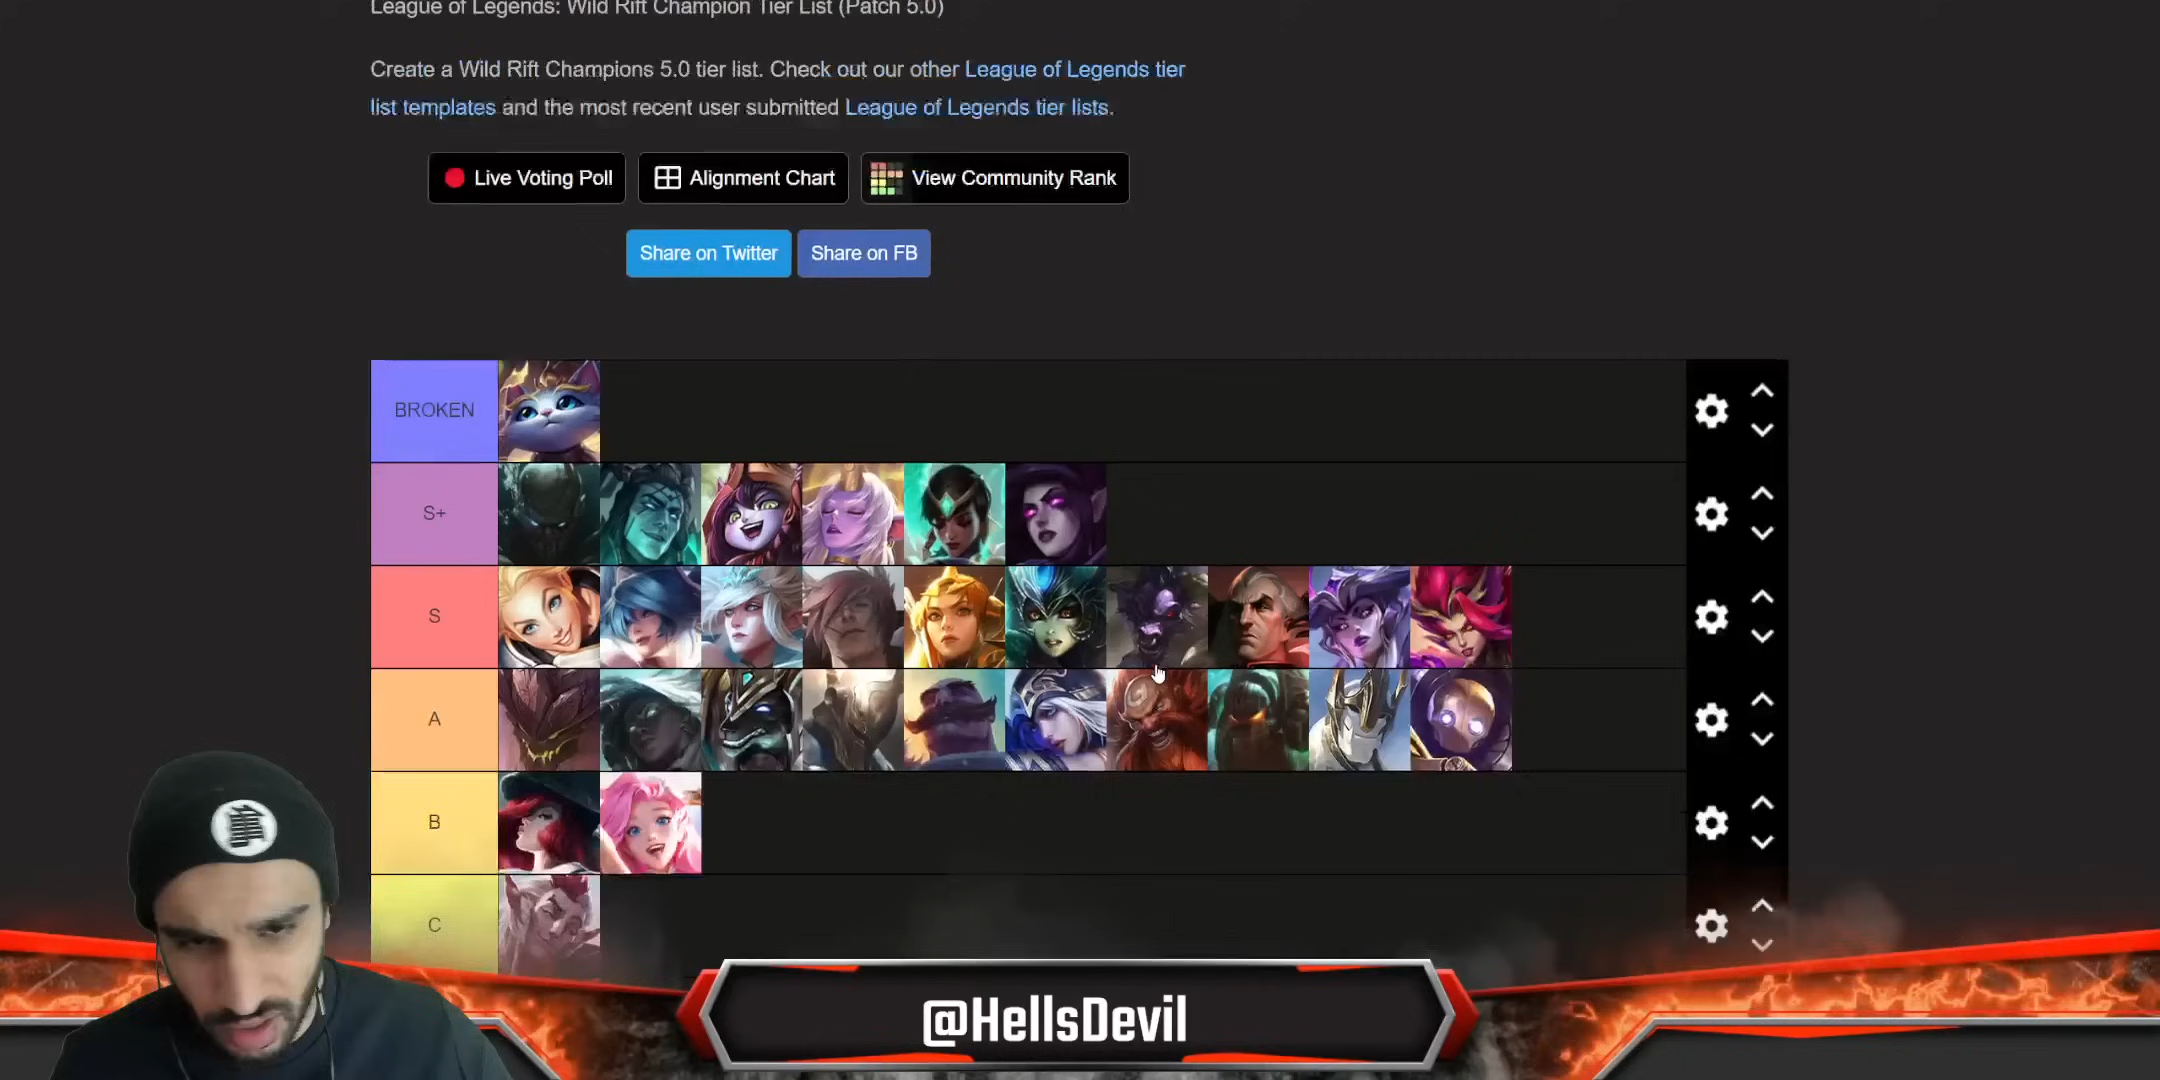 League of Legends: Wild Rift Champion Tier List (Patch 5.0)
Create a Wild Rift Champions 5.0 tier list. Check out our other League of Legends tier
list templates and the most recent user submitted League of Legends tier lists.
Live Voting Poll
Alignment Chart
View Community Rank
Share on Twitter
Share on FB
BROKEN
S+
S
A
B
C
@HellsDevil